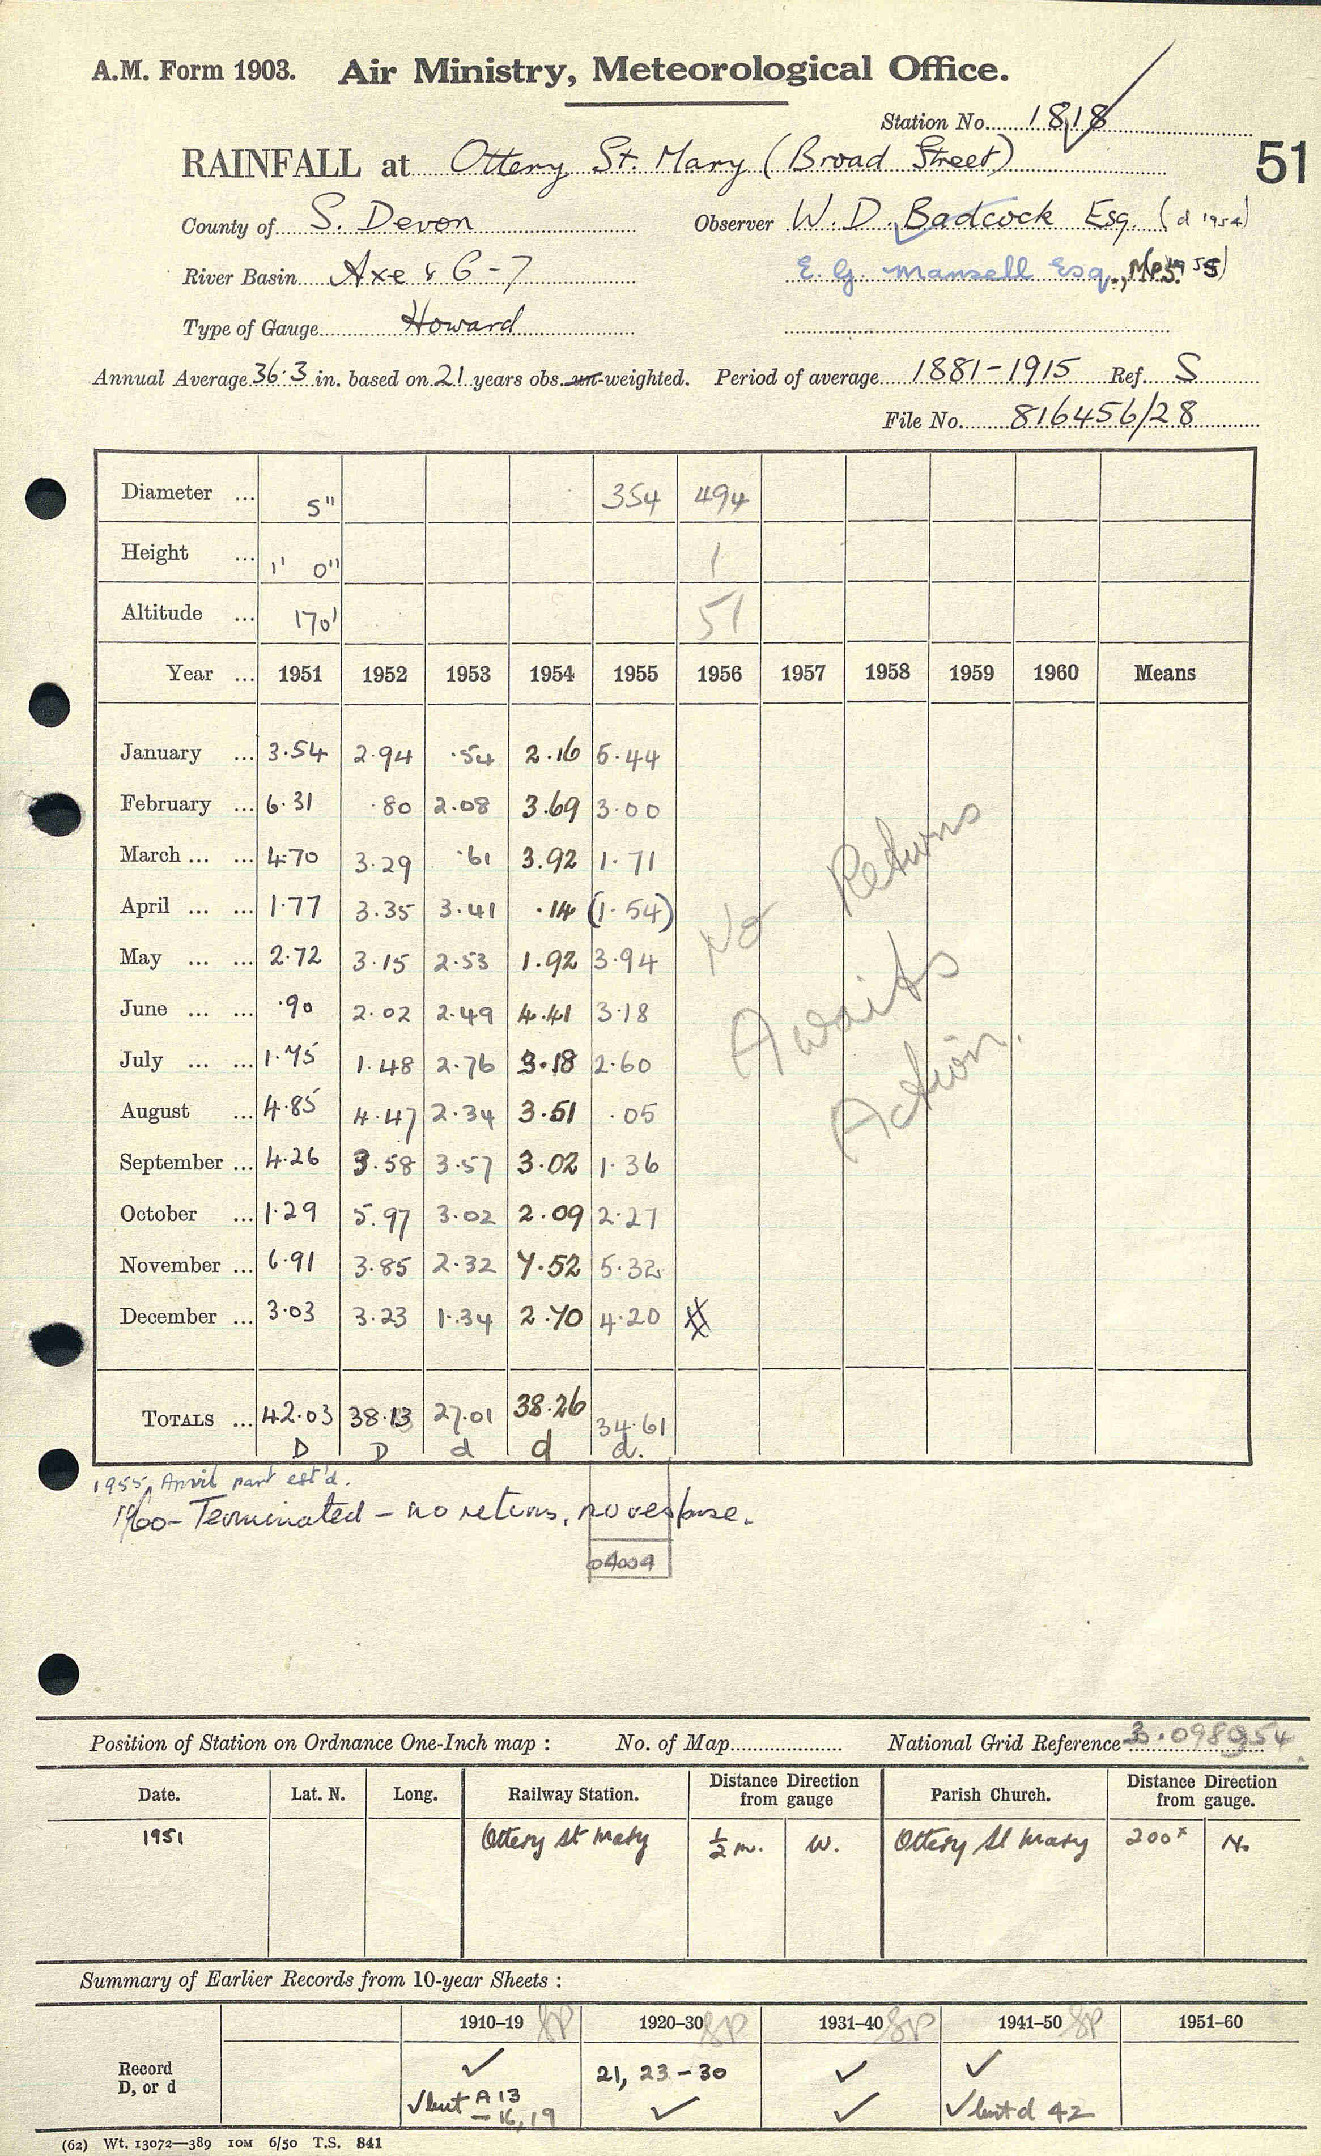 A.M. Form 1903. Air Ministry, Meteorological Office.
Station No. 1818
RAINFALL at Ottery St. Mary (Broad Street) 51
County of S. Devon Observer W. D. Badcock Esq. (d 1954)
River Basin Axe & 6-7 E. G. Mansell Esq., M.P.S.
Type of Gauge Howard
Annual Average 36.3 in. based on 21 years obs. un-weighted. Period of average 1881-1915 Ref. S
File No. 816456/28
Diameter ... 5" 354 494
Height ... 1' 0" 1
Altitude ... 170' 51
Year ... 1951 1952 1953 1954 1955 1956 1957 1958 1959 1960 Means
January ... 3.54 2.94 .54 2.16 5.44
February ... 6.31 .80 2.08 3.69 3.00
March ... ... 4.70 3.29 .61 3.92 1.71
April ... ... 1.77 3.35 3.41 .14 (1.54)
May ... ... 2.72 3.15 2.53 1.92 3.94
June ... ... .90 2.02 2.49 4.41 3.18
July ... ... 1.75 1.48 2.76 3.18 2.60
August ... 4.85 4.47 2.34 3.51 .05
September ... 4.26 3.58 3.57 3.02 1.36
October ... 1.29 5.97 3.02 2.09 2.27
November ... 6.91 3.85 2.32 7.52 5.32
December ... 3.03 3.23 1.34 2.70 4.20
No Returns
Awaits
Action.
TOTALS ... 42.03 38.13 27.01 38.26 34.61
D D d d d.
1955, April part est'd.
1/60 - Terminated - no returns, no response.
04009
Position of Station on Ordnance One-Inch map : No. of Map National Grid Reference 3.098954
Date. Lat. N. Long. Railway Station. Distance Direction from gauge Parish Church. Distance Direction from gauge.
1951 Ottery St Mary ½ m. W. Ottery St Mary 200x N.
Summary of Earlier Records from 10-year Sheets :
1910-19 SP 1920-30 SP 1931-40 SP 1941-50 SP 1951-60
Record ✓ 21, 23-30 ✓ ✓
D, or d ✓ but A 13 - 16, 19 ✓ ✓ ✓ but d 42
(62) Wt. 13072—389 10M 6/50 T.S. 841